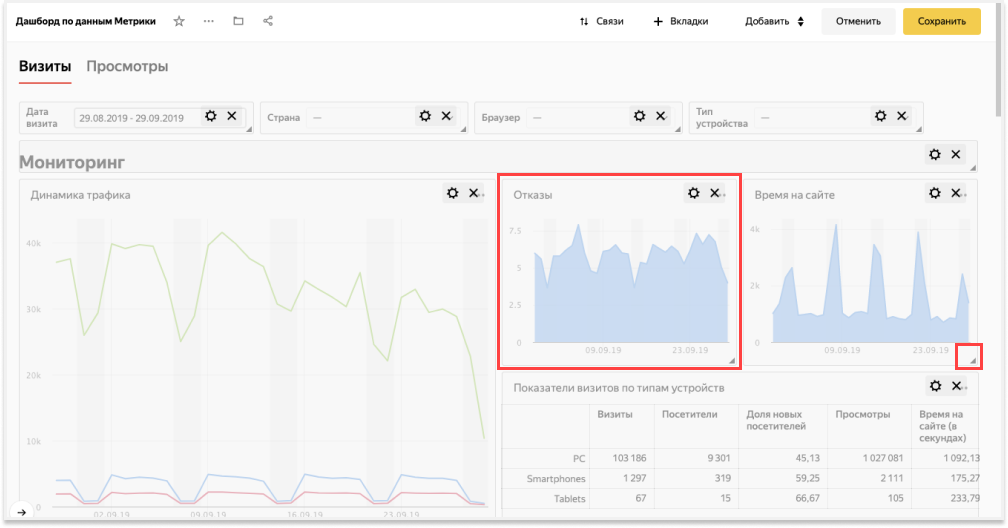 Дашборд по данным Метрики
Связи
Вкладки
Добавить
Отменить
Сохранить
Визиты
Просмотры
Дата визита
29.08.2019 - 29.09.2019
Страна
—
Браузер
—
Тип устройства
—
Мониторинг
Динамика трафика
40k
30k
20k
10k
0
02.09.19
09.09.19
16.09.19
23.09.19
Отказы
7.5
5
2.5
0
09.09.19
23.09.19
Время на сайте
4k
2k
0
09.09.19
23.09.19
Показатели визитов по типам устройств
Визиты Посетители Доля новых посетителей Просмотры Время на сайте (в секундах)
PC 103 186 9 301 45,13 1 027 081 1 092,13
Smartphones 1 297 319 59,25 2 111 175,27
Tablets 67 15 66,67 105 233,79